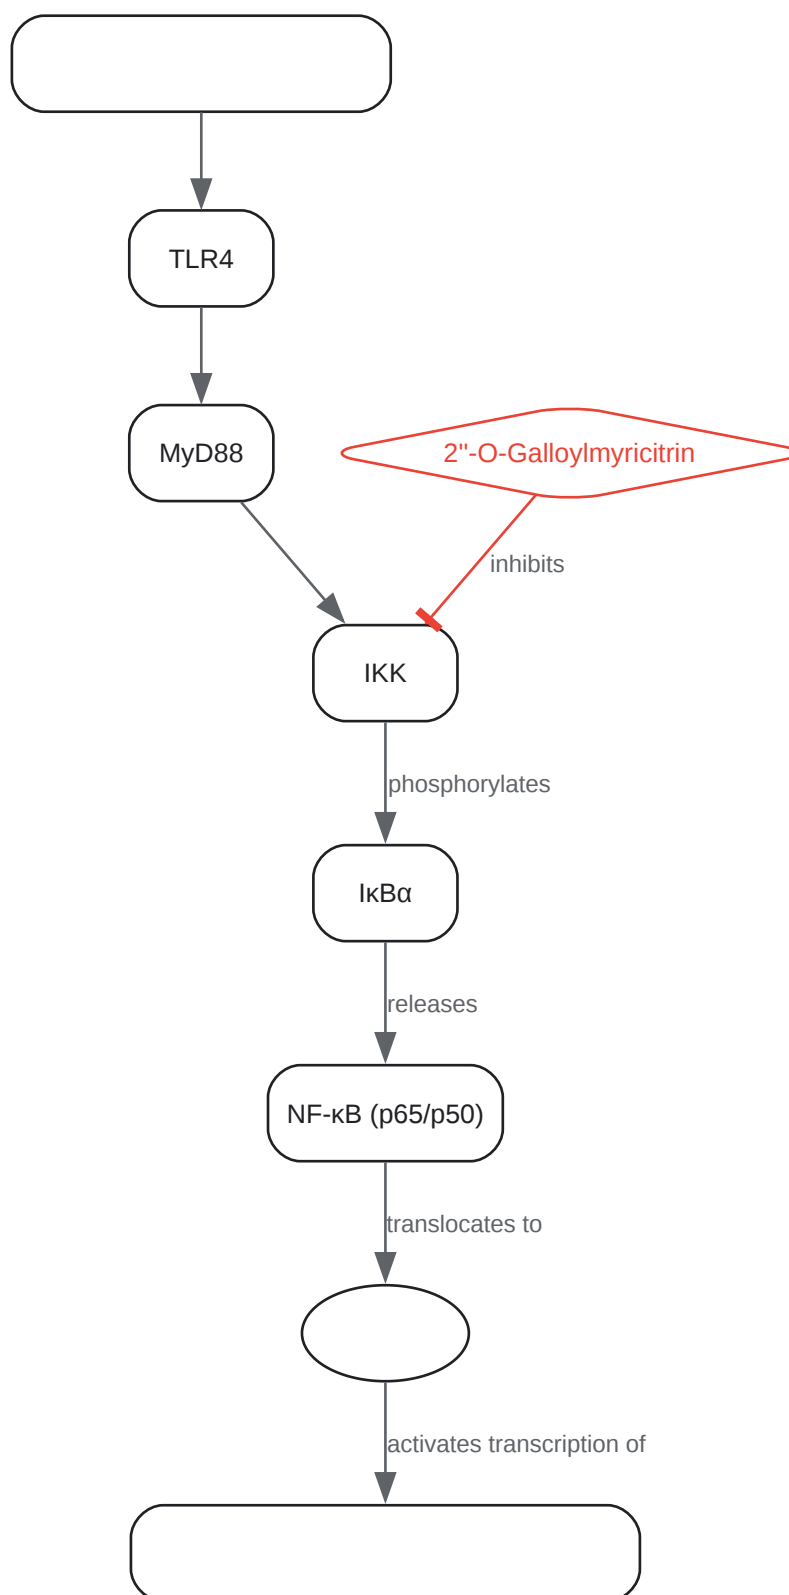 TLR4
MyD88
2"-O-Galloylmyricitrin
inhibits
IKK
phosphorylates
IκBα
releases
NF-κB (p65/p50)
translocates to
activates transcription of